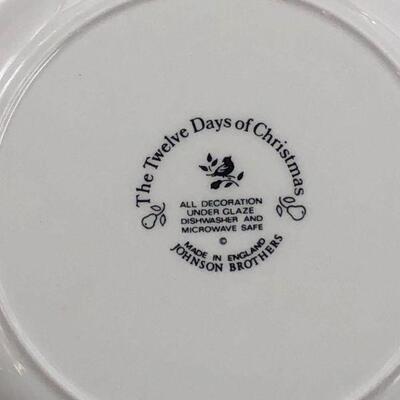 The Twelve Days of Christmas
ALL DECORATION
UNDER GLAZE
DISHWASHER AND
MICROWAVE SAFE
©
MADE IN ENGLAND
JOHNSON BROTHERS